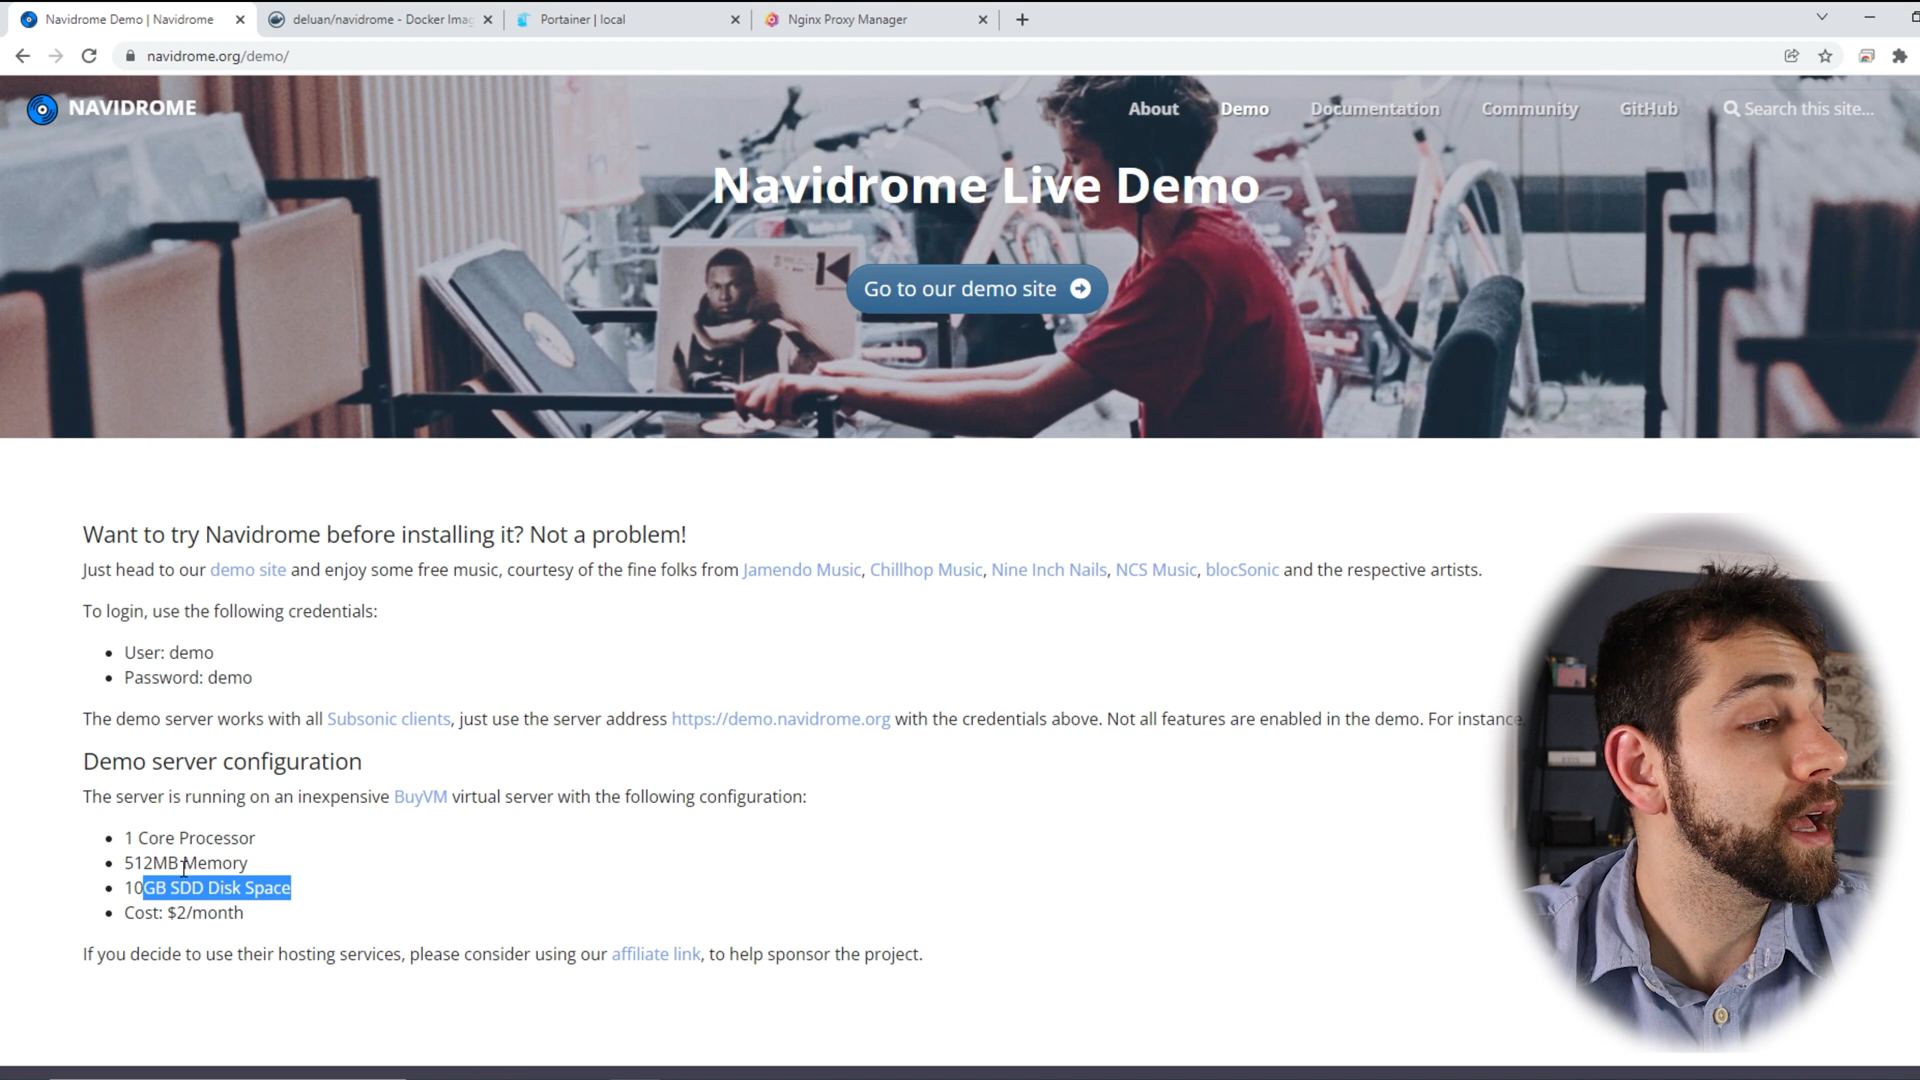 Navidrome Demo | Navidrome
deluan/navidrome - Docker Imag
Portainer | local
Nginx Proxy Manager
navidrome.org/demo/
NAVIDROME
About
Demo
Documentation
Community
GitHub
Search this site...
Navidrome Live Demo
Go to our demo site
Want to try Navidrome before installing it? Not a problem!
Just head to our demo site and enjoy some free music, courtesy of the fine folks from Jamendo Music, Chillhop Music, Nine Inch Nails, NCS Music, blocSonic and the respective artists.
To login, use the following credentials:
User: demo
Password: demo
The demo server works with all Subsonic clients, just use the server address https://demo.navidrome.org with the credentials above. Not all features are enabled in the demo. For instance,
Demo server configuration
The server is running on an inexpensive BuyVM virtual server with the following configuration:
1 Core Processor
512MB Memory
10GB SDD Disk Space
Cost: $2/month
If you decide to use their hosting services, please consider using our affiliate link, to help sponsor the project.